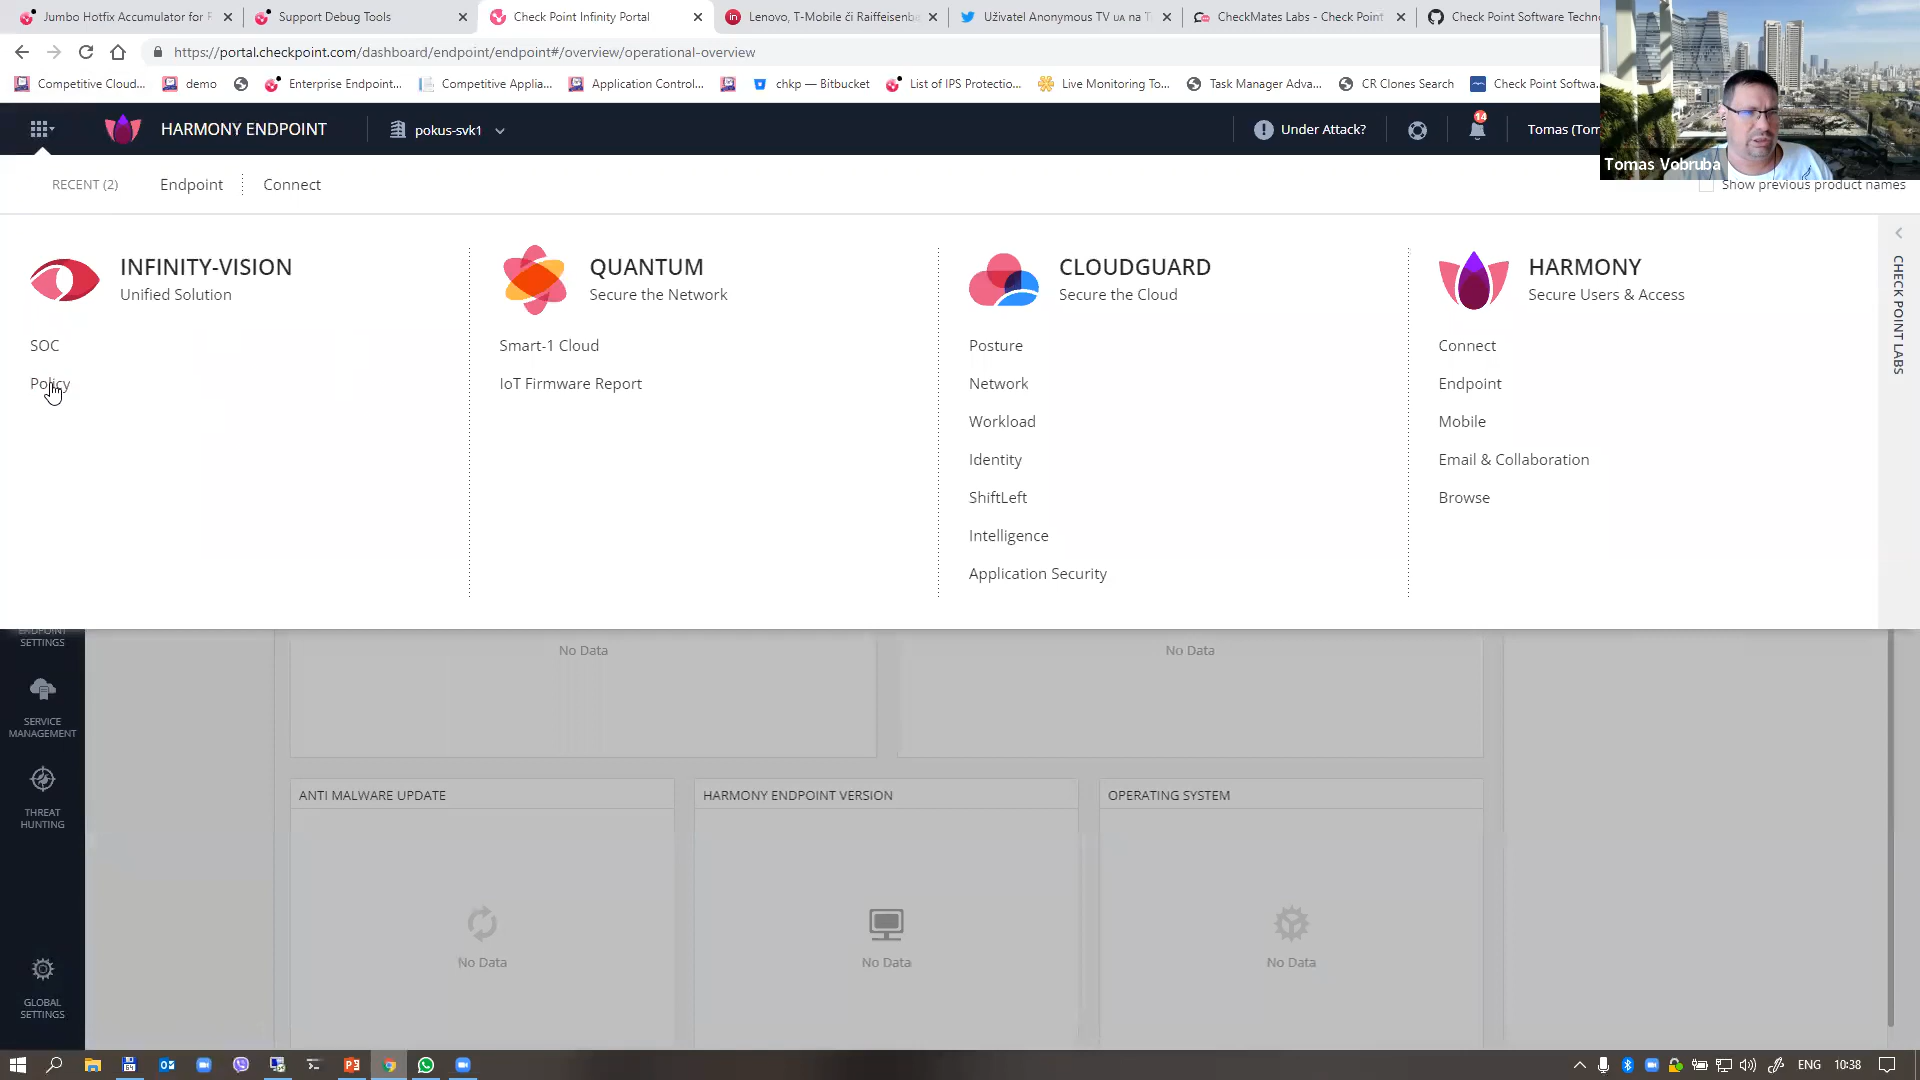 Jumbo Hotfix Accumulator for
Support Debug Tools
Check Point Infinity Portal
Lenovo, T-Mobile či Raiffeisenbe
Uživatel Anonymous TV ᴜᴀ na T
CheckMates Labs - Check Point
Check Point Software Techn
https://portal.checkpoint.com/dashboard/endpoint/endpoint#/overview/operational-overview
Competitive Cloud...
demo
Enterprise Endpoint...
Competitive Applia...
Application Control...
chkp — Bitbucket
List of IPS Protectio...
Live Monitoring To...
Task Manager Adva...
CR Clones Search
Check Point Softwa
HARMONY ENDPOINT
pokus-svk1
Under Attack?
14
Tomas (Tom
Tomas Vobruba
RECENT (2)
Endpoint
Connect
Show previous product names
INFINITY-VISION
Unified Solution
SOC
Policy
QUANTUM
Secure the Network
Smart-1 Cloud
IoT Firmware Report
CLOUDGUARD
Secure the Cloud
Posture
Network
Workload
Identity
ShiftLeft
Intelligence
Application Security
HARMONY
Secure Users & Access
Connect
Endpoint
Mobile
Email & Collaboration
Browse
CHECK POINT LABS
ENDPOINT
SETTINGS
SERVICE
MANAGEMENT
THREAT
HUNTING
GLOBAL
SETTINGS
No Data
No Data
ANTI MALWARE UPDATE
No Data
HARMONY ENDPOINT VERSION
No Data
OPERATING SYSTEM
No Data
ENG
10:38